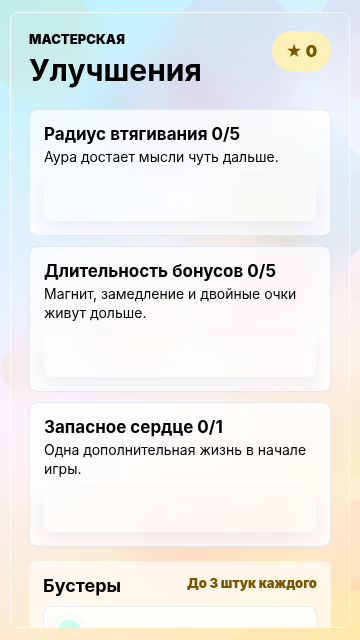 МАСТЕРСКАЯ
Улучшения
★ 0
Радиус втягивания 0/5
Аура достает мысли чуть дальше.
Длительность бонусов 0/5
Магнит, замедление и двойные очки
живут дольше.
Запасное сердце 0/1
Одна дополнительная жизнь в начале
игры.
Бустеры
До 3 штук каждого